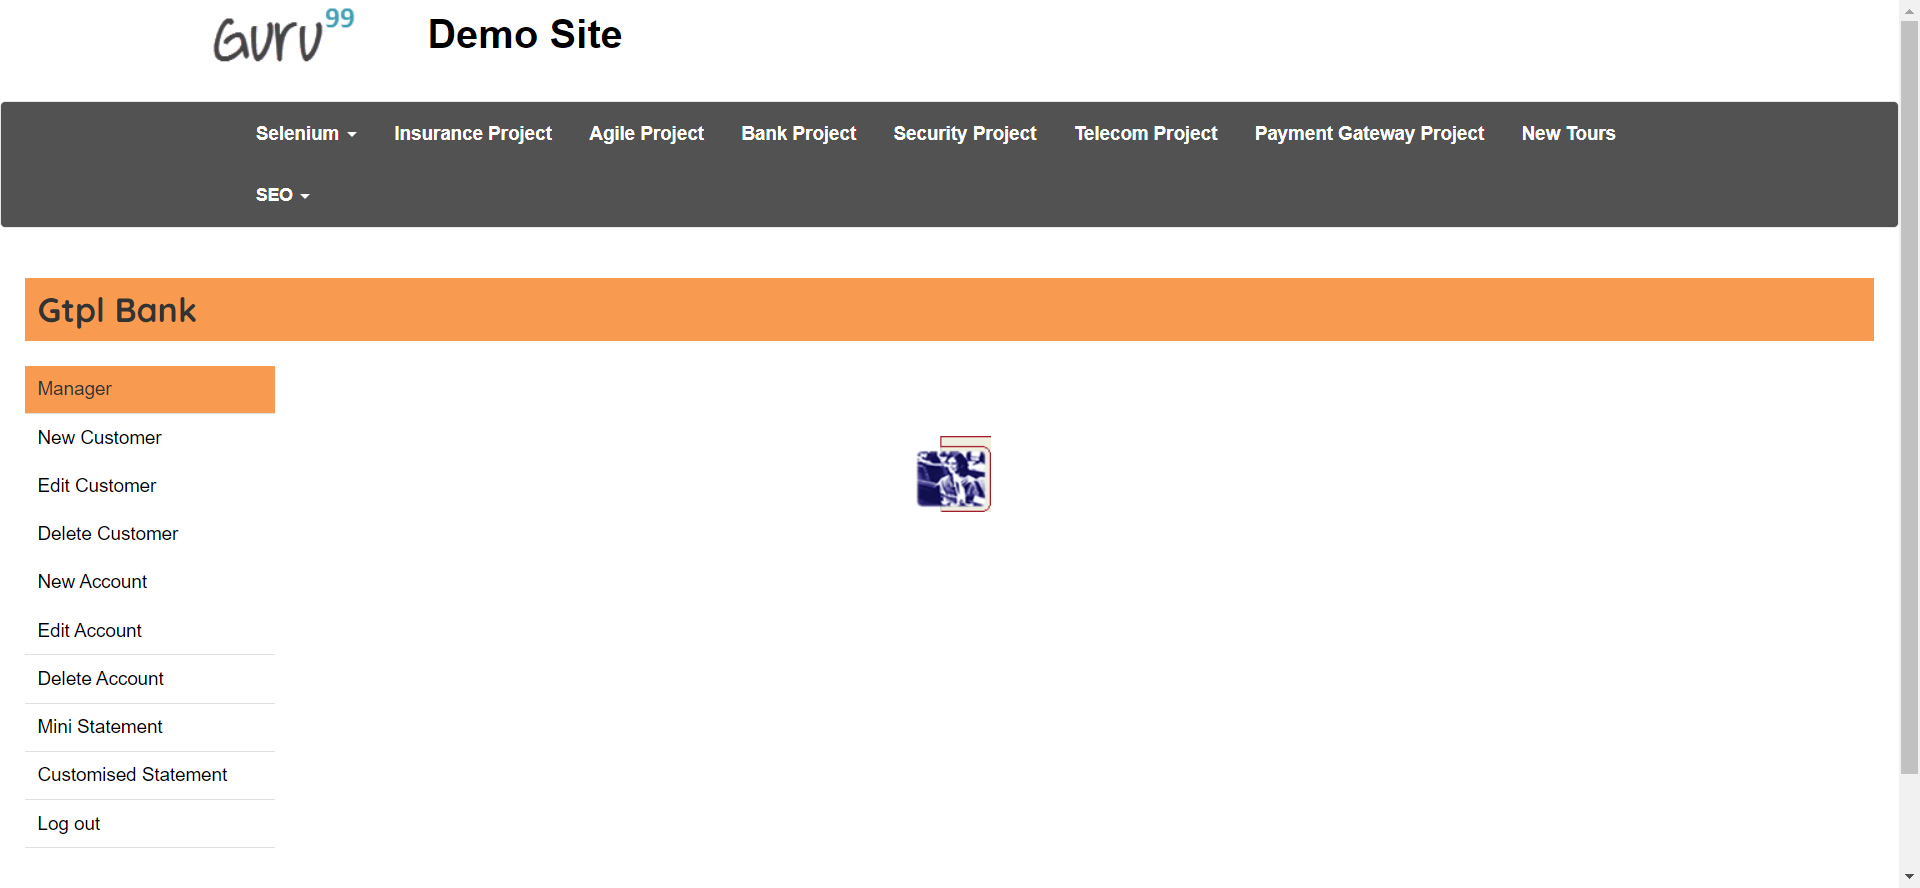 Guru99 Demo Site
Selenium Insurance Project Agile Project Bank Project Security Project Telecom Project Payment Gateway Project New Tours
SEO
Gtpl Bank
Manager
New Customer
Edit Customer
Delete Customer
New Account
Edit Account
Delete Account
Mini Statement
Customised Statement
Log out